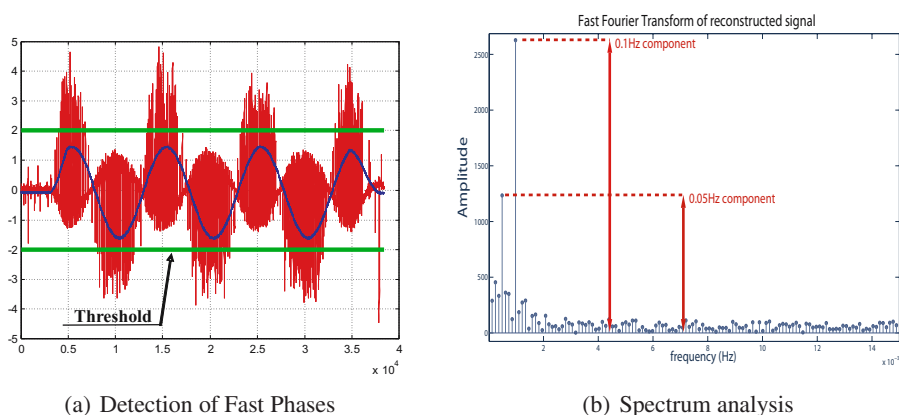 5
4
3
2
1
0
-1
-2
-3
-4
-5
Threshold
0 0.5 1 1.5 2 2.5 3 3.5 4
x 10^4
(a) Detection of Fast Phases
Fast Fourier Transform of reconstructed signal
0.1Hz component
0.05Hz component
Amplitude
2500
2000
1500
1000
500
0
2 4 6 8 10 12 14
frequency (Hz)
(b) Spectrum analysis